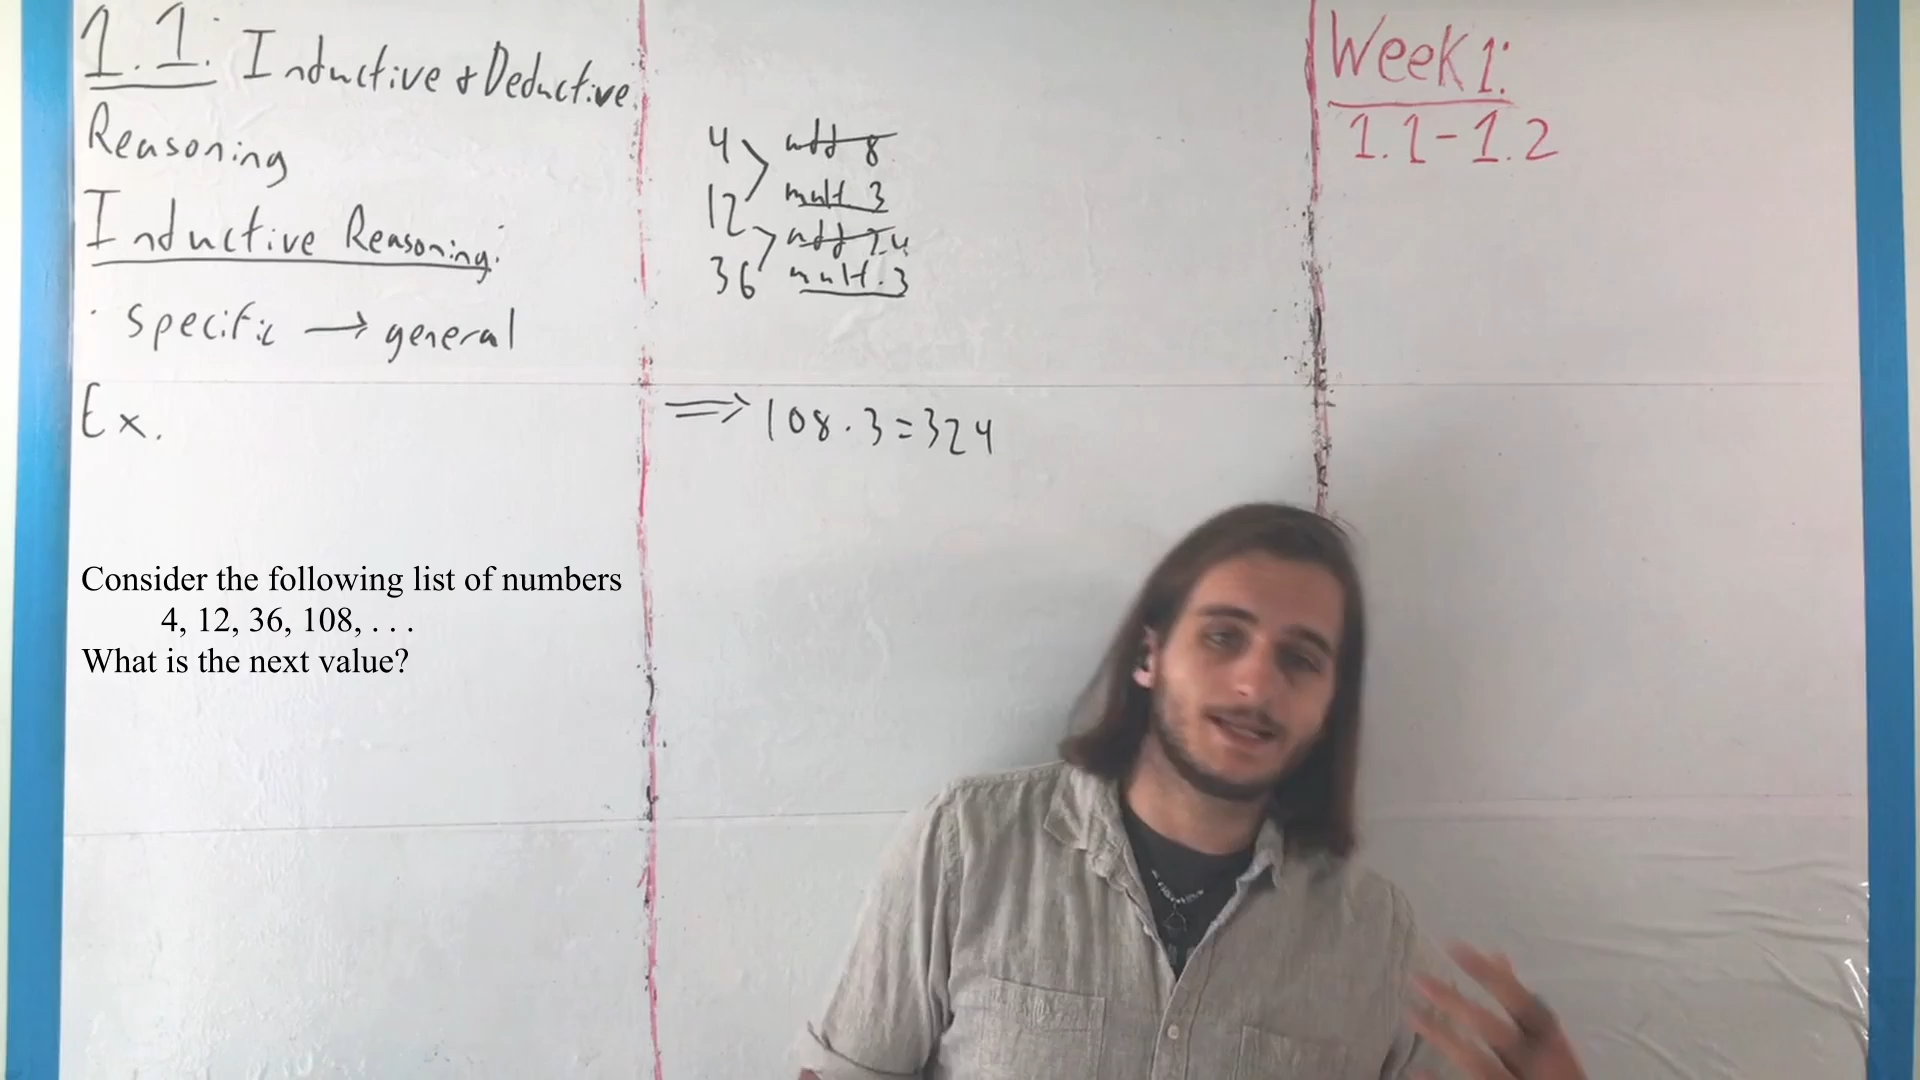 1.1: Inductive & Deductive
Reasoning
Inductive Reasoning:
· specific → general
Ex.
Consider the following list of numbers
4, 12, 36, 108, . . .
What is the next value?
4 add 8
mult 3
12
add 24
36 mult. 3
⇒ 108 · 3 = 324
Week 1:
1.1-1.2